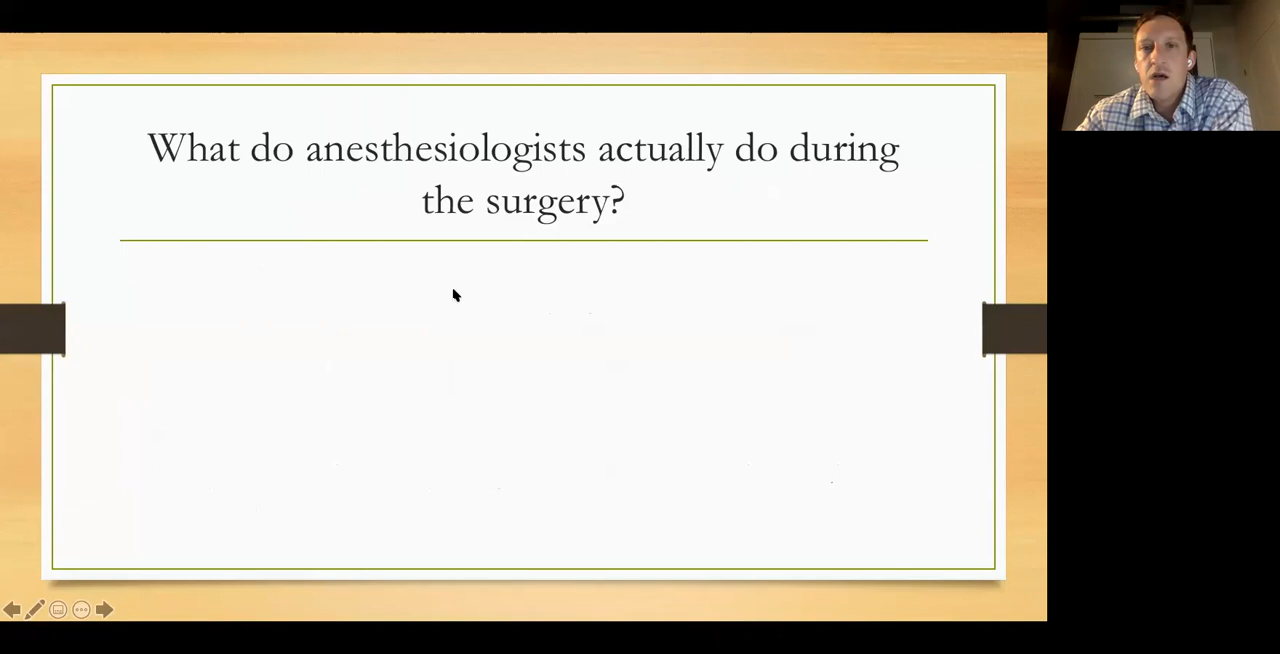 What do anesthesiologists actually do during
the surgery?